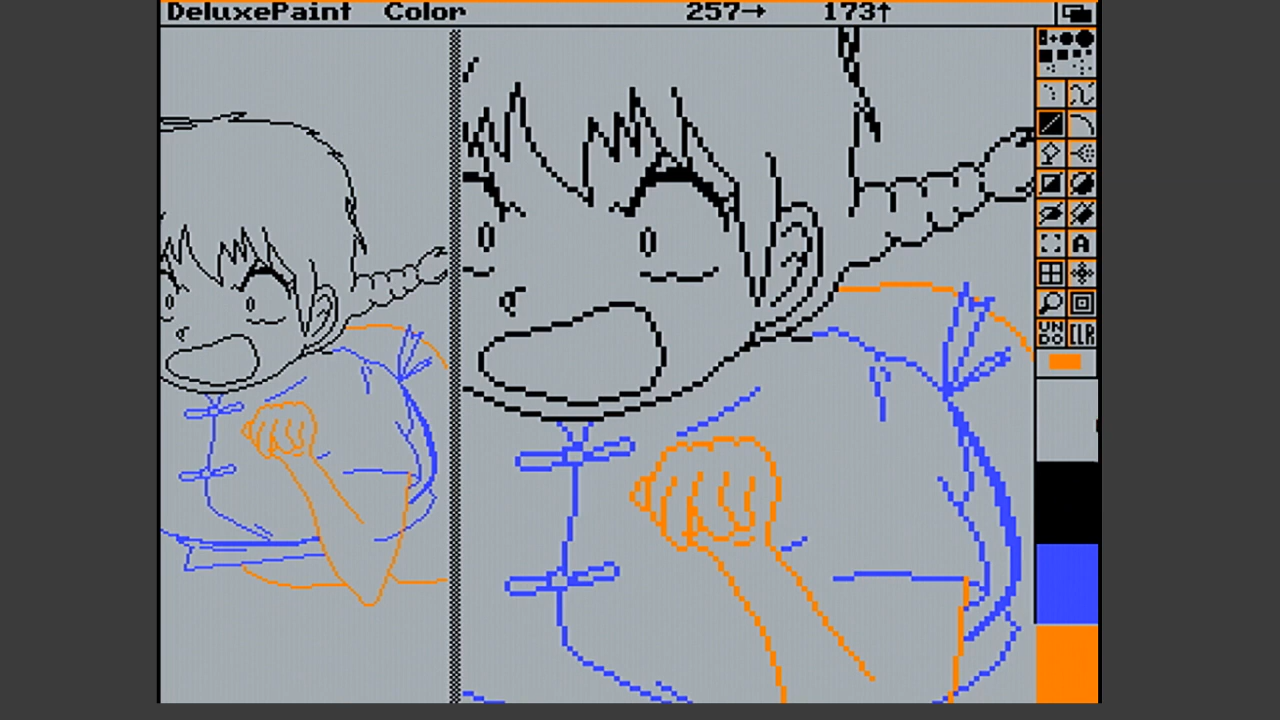 DeluxePaint Color 257→ 173↑
A
UN
DO CLR